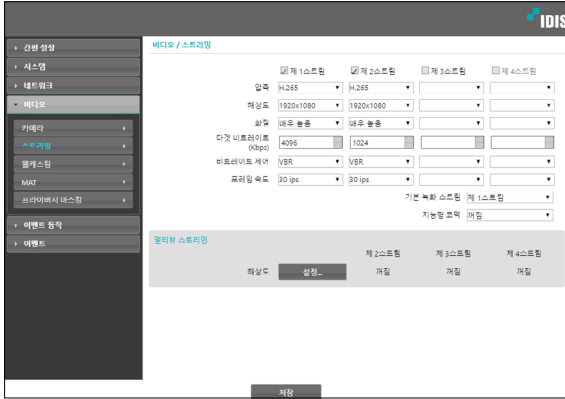 IDIS
간편 설정
시스템
네트워크
비디오
카메라
스트리밍
웹캐스팅
MAT
프라이버시 마스킹
이벤트 동작
이벤트
비디오 / 스트리밍
제 1스트림 제 2스트림 제 3스트림 제 4스트림
압축 H.265 H.265
해상도 1920x1080 1920x1080
화질 매우 높음 매우 높음
타겟 비트레이트 (Kbps) 4096 1024
비트레이트 제어 VBR VBR
프레임 속도 30 ips 30 ips
기본 녹화 스트림 제 1스트림
지능형 코덱 꺼짐
멀티뷰 스트리밍
제 2스트림 제 3스트림 제 4스트림
해상도 설정... 꺼짐 꺼짐 꺼짐
저장